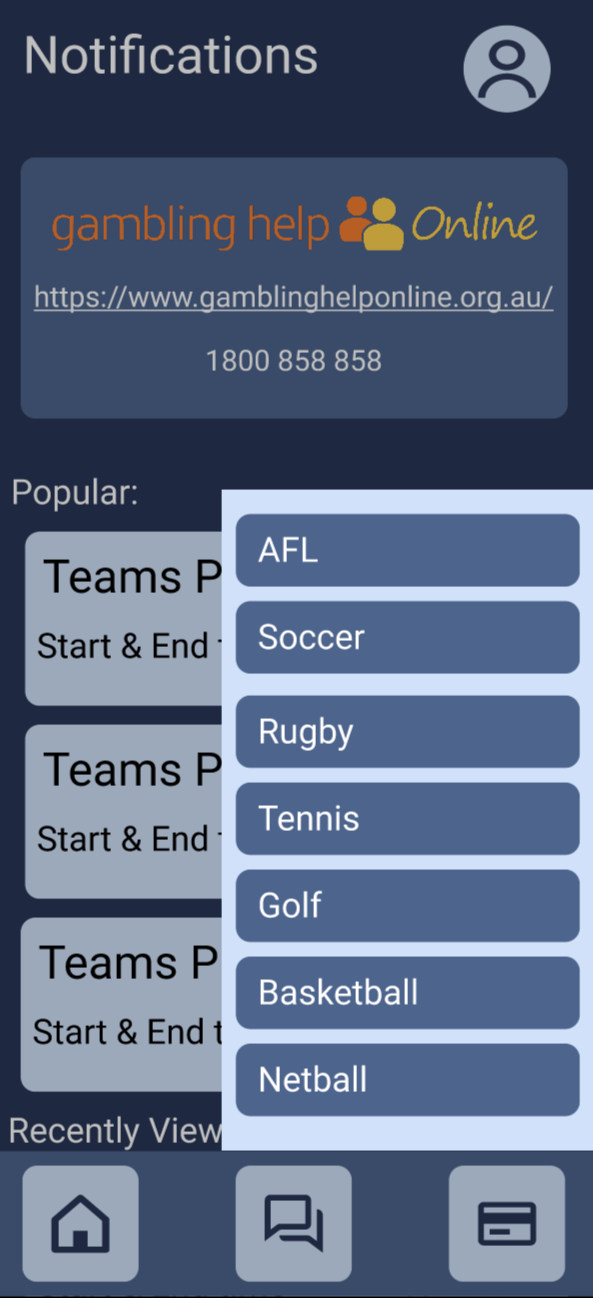 Notifications
gambling help Online
https://www.gamblinghelponline.org.au/
1800 858 858
Popular:
Teams P
Start & End
AFL
Soccer
Rugby
Teams P
Start & End
Tennis
Golf
Teams P
Start & End t
Basketball
Netball
Recently View